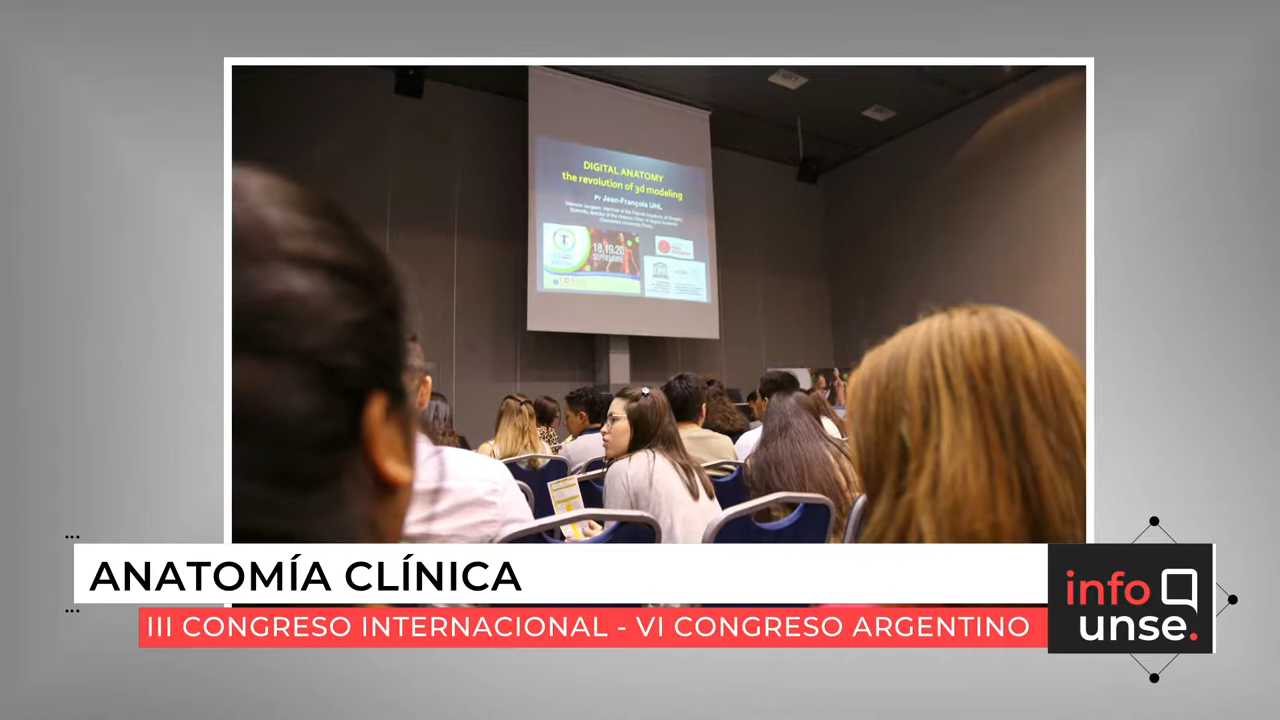 DIGITAL ANATOMY
the revolution of 3d modeling
Pr Jean-François UHL
18,19,20
SEPTIEMBRE
ANATOMÍA CLÍNICA
III CONGRESO INTERNACIONAL - VI CONGRESO ARGENTINO
info
unse.